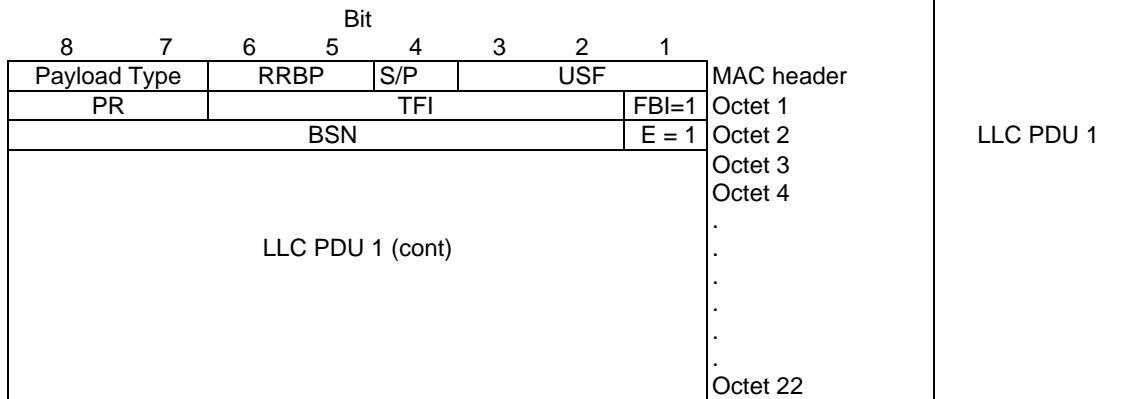 Bit
8 7 6 5 4 3 2 1
Payload Type RRBP S/P USF MAC header
PR TFI FBI=1 Octet 1
BSN E = 1 Octet 2 LLC PDU 1
Octet 3
Octet 4
.
LLC PDU 1 (cont) .
.
.
.
.
Octet 22